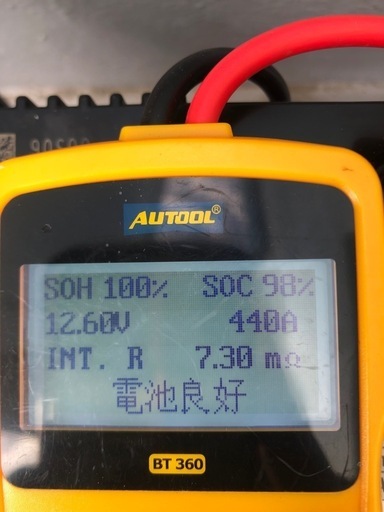 AUTOOL®
SOH 100% SOC 98%
12.60V 440A
INT. R 7.30 mΩ
電池良好
BT 360